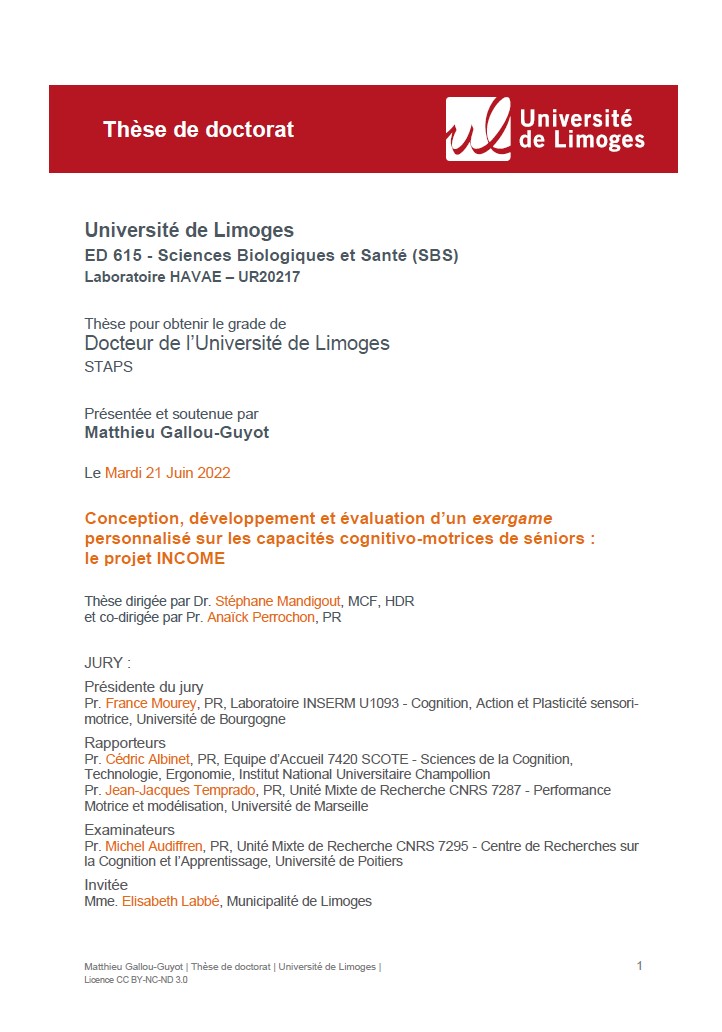 Thèse de doctorat
Université
de Limoges
Université de Limoges
ED 615 - Sciences Biologiques et Santé (SBS)
Laboratoire HAVAE – UR20217
Thèse pour obtenir le grade de
Docteur de l’Université de Limoges
STAPS
Présentée et soutenue par
Matthieu Gallou-Guyot
Le Mardi 21 Juin 2022
Conception, développement et évaluation d’un exergame
personnalisé sur les capacités cognitivo-motrices de séniors :
le projet INCOME
Thèse dirigée par Dr. Stéphane Mandigout, MCF, HDR
et co-dirigée par Pr. Anaïck Perrochon, PR
JURY :
Présidente du jury
Pr. France Mourey, PR, Laboratoire INSERM U1093 - Cognition, Action et Plasticité sensori-
motrice, Université de Bourgogne
Rapporteurs
Pr. Cédric Albinet, PR, Equipe d’Accueil 7420 SCOTE - Sciences de la Cognition,
Technologie, Ergonomie, Institut National Universitaire Champollion
Pr. Jean-Jacques Temprado, PR, Unité Mixte de Recherche CNRS 7287 - Performance
Motrice et modélisation, Université de Marseille
Examinateurs
Pr. Michel Audiffren, PR, Unité Mixte de Recherche CNRS 7295 - Centre de Recherches sur
la Cognition et l’Apprentissage, Université de Poitiers
Invitée
Mme. Elisabeth Labbé, Municipalité de Limoges
Matthieu Gallou-Guyot | Thèse de doctorat | Université de Limoges |
1
Licence CC BY-NC-ND 3.0